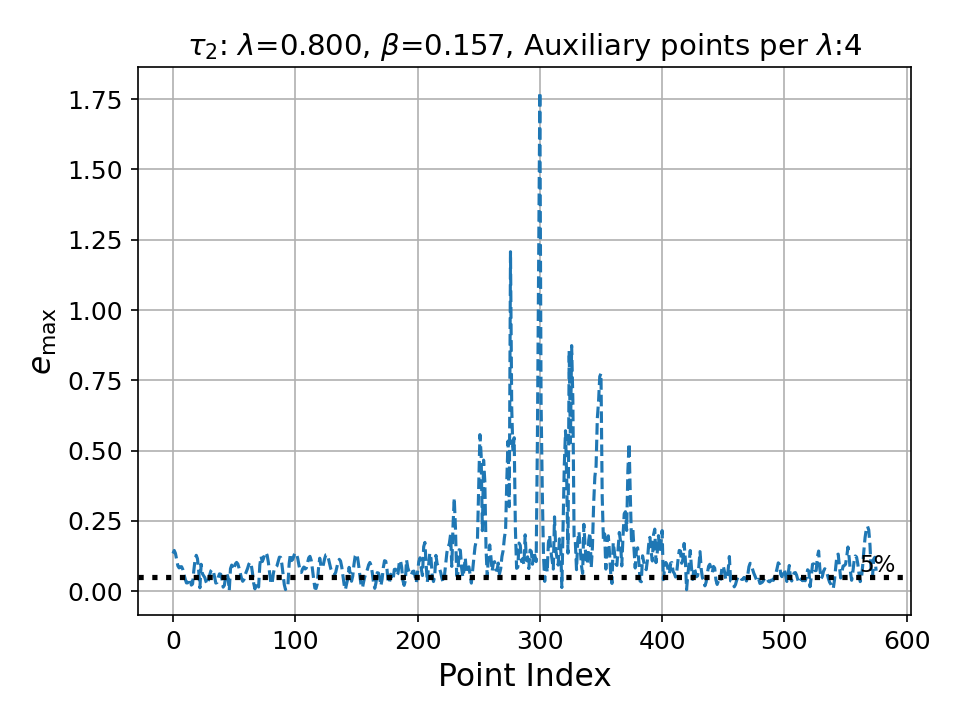 τ₂: λ=0.800, β=0.157, Auxiliary points per λ:4
1.75
1.50
1.25
1.00
0.75
0.50
0.25
0.00
e_max
5%
0 100 200 300 400 500 600
Point Index